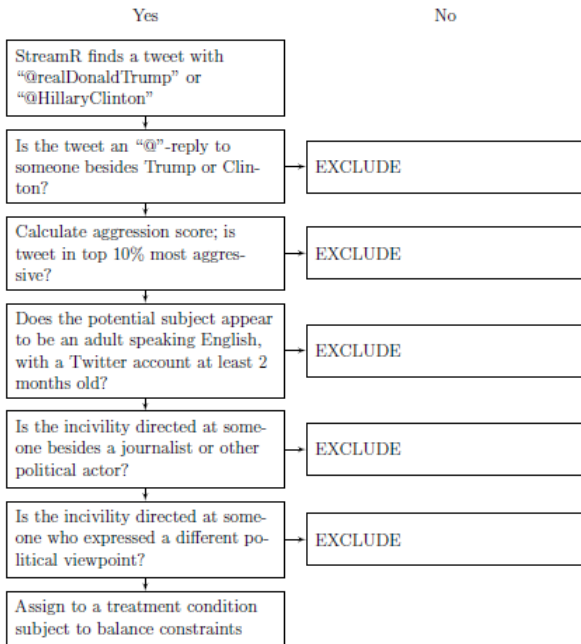 Yes
No
StreamR finds a tweet with
“@realDonaldTrump” or
“@HillaryClinton”
Is the tweet an “@”-reply to
someone besides Trump or Clin-
ton?
EXCLUDE
Calculate aggression score; is
tweet in top 10% most aggres-
sive?
EXCLUDE
Does the potential subject appear
to be an adult speaking English,
with a Twitter account at least 2
months old?
EXCLUDE
Is the incivility directed at some-
one besides a journalist or other
political actor?
EXCLUDE
Is the incivility directed at some-
one who expressed a different po-
litical viewpoint?
EXCLUDE
Assign to a treatment condition
subject to balance constraints